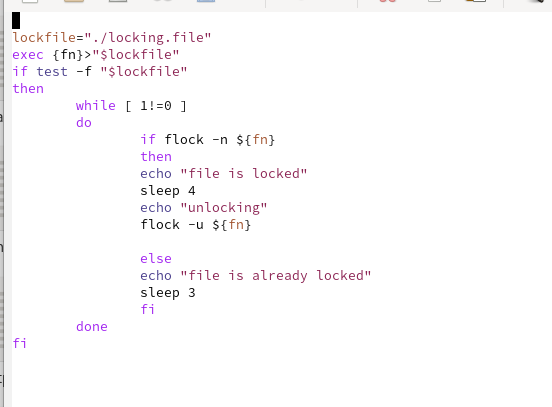 lockfile="./locking.file"
exec {fn}>"$lockfile"
if test -f "$lockfile"
then
while [ 1!=0 ]
do
if flock -n ${fn}
then
echo "file is locked"
sleep 4
echo "unlocking"
flock -u ${fn}
else
echo "file is already locked"
sleep 3
fi
done
fi